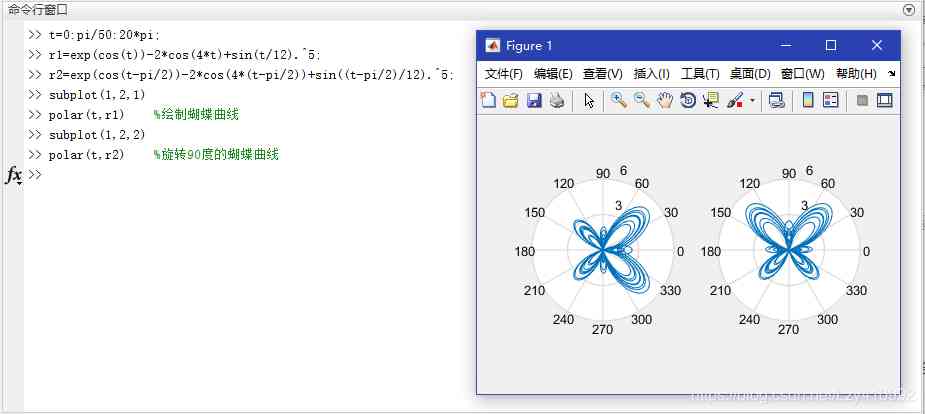 命令行窗口
>> t=0:pi/50:20*pi;
>> r1=exp(cos(t))-2*cos(4*t)+sin(t/12).^5;
>> r2=exp(cos(t-pi/2))-2*cos(4*(t-pi/2))+sin((t-pi/2)/12).^5;
>> subplot(1,2,1)
>> polar(t,r1) %绘制蝴蝶曲线
>> subplot(1,2,2)
>> polar(t,r2) %旋转90度的蝴蝶曲线
fx >>
Figure 1
文件(F) 编辑(E) 查看(V) 插入(I) 工具(T) 桌面(D) 窗口(W) 帮助(H)
90 6
120 60
3
150 30
180 0
210 330
240 300
270
90 6
120 60
3
150 30
180 0
210 330
240 300
270